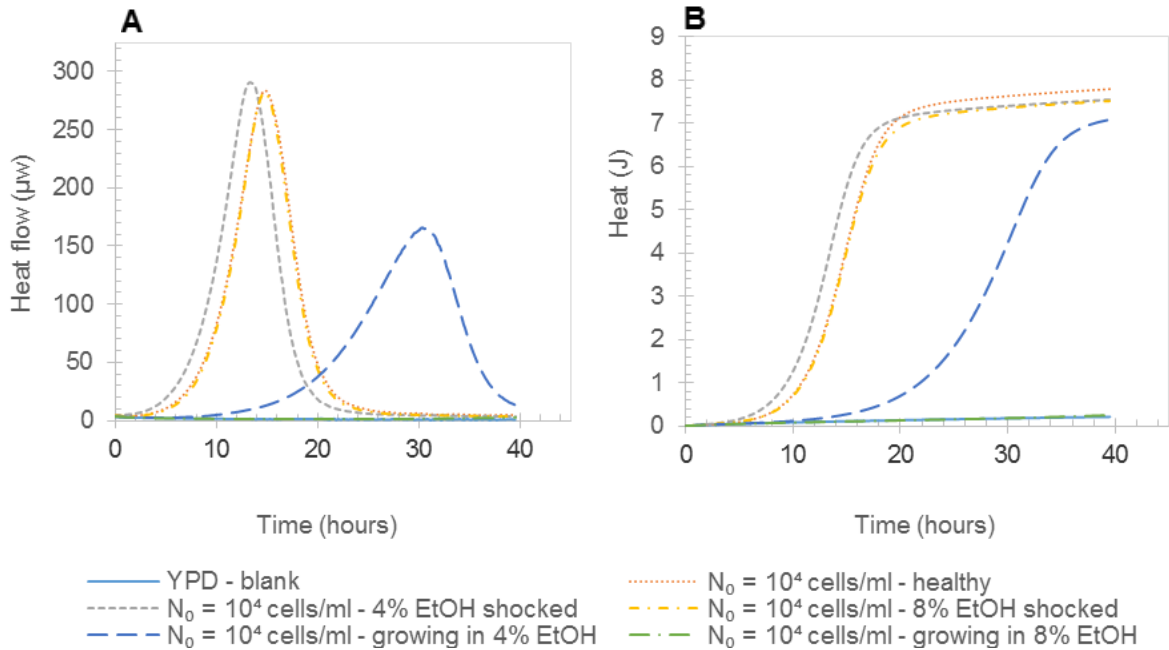 A
Heat flow (µw)
300
250
200
150
100
50
0
0 10 20 30 40
Time (hours)
B
Heat (J)
9
8
7
6
5
4
3
2
1
0
0 10 20 30 40
Time (hours)
YPD - blank
N₀ = 10⁴ cells/ml - healthy
N₀ = 10⁴ cells/ml - 4% EtOH shocked
N₀ = 10⁴ cells/ml - 8% EtOH shocked
N₀ = 10⁴ cells/ml - growing in 4% EtOH
N₀ = 10⁴ cells/ml - growing in 8% EtOH